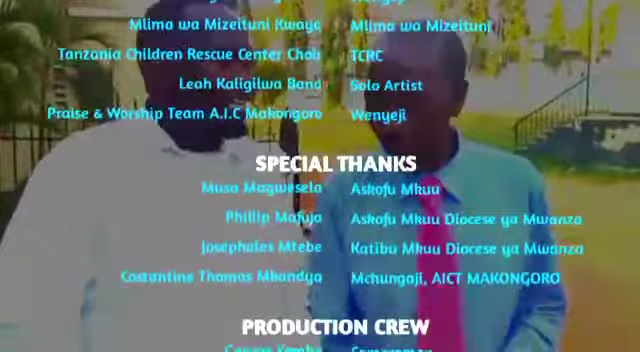 Mlima wa Mizeituni Kwaya Mlima wa Mizeituni
Tanzania Children Rescue Center Choir TCRC
Leah Kaligilwa Band Solo Artist
Praise & Worship Team A.I.C Makongoro Wenyeji
SPECIAL THANKS
Musa Magwesela Askofu Mkuu
Phillip Mafuja Askofu Mkuu Diocese ya Mwanza
Josephales Mtebe Katibu Mkuu Diocese ya Mwanza
Costantine Thomas Mkandya Mchungaji, AICT MAKONGORO
PRODUCTION CREW